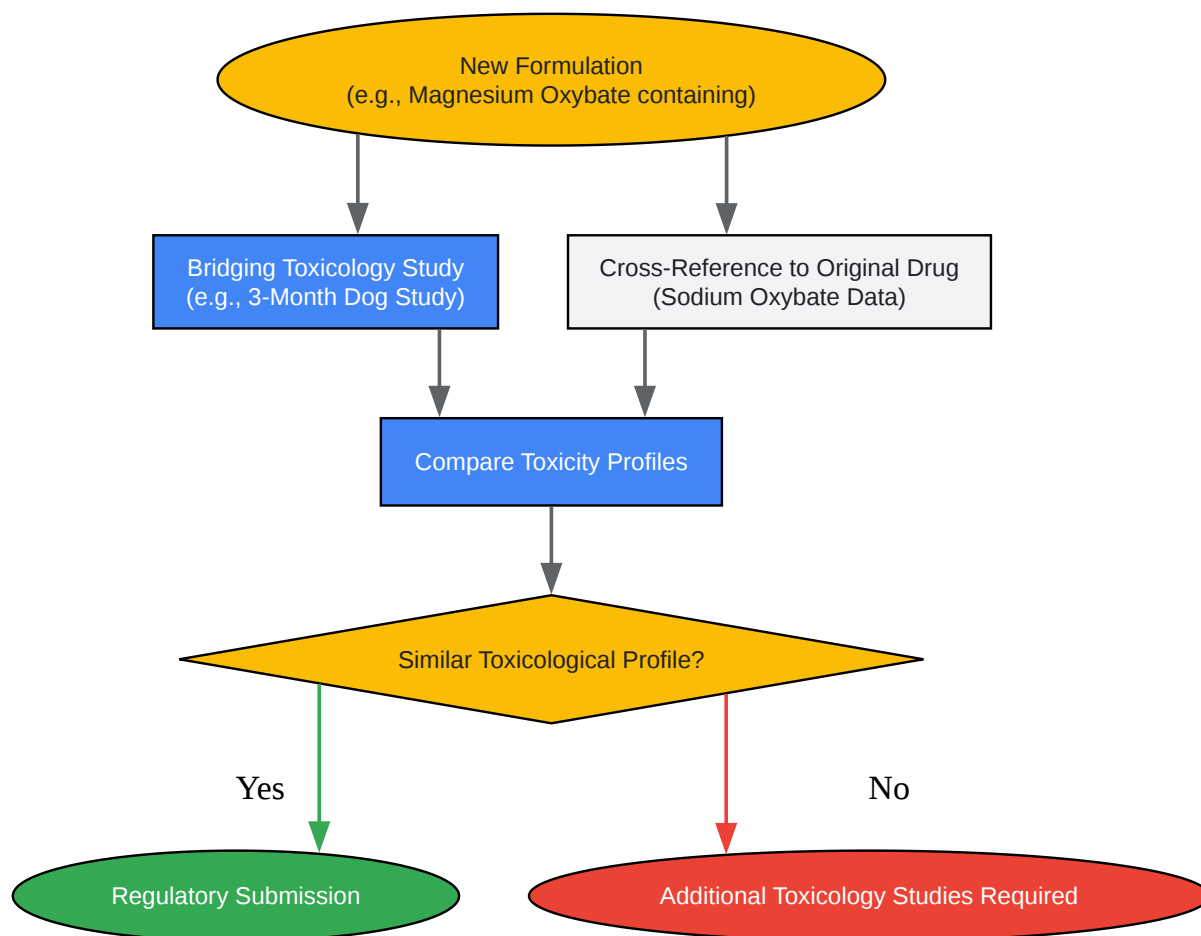 New Formulation
(e.g., Magnesium Oxybate containing)
Bridging Toxicology Study
(e.g., 3-Month Dog Study)
Cross-Reference to Original Drug
(Sodium Oxybate Data)
Compare Toxicity Profiles
Similar Toxicological Profile?
Yes
No
Regulatory Submission
Additional Toxicology Studies Required